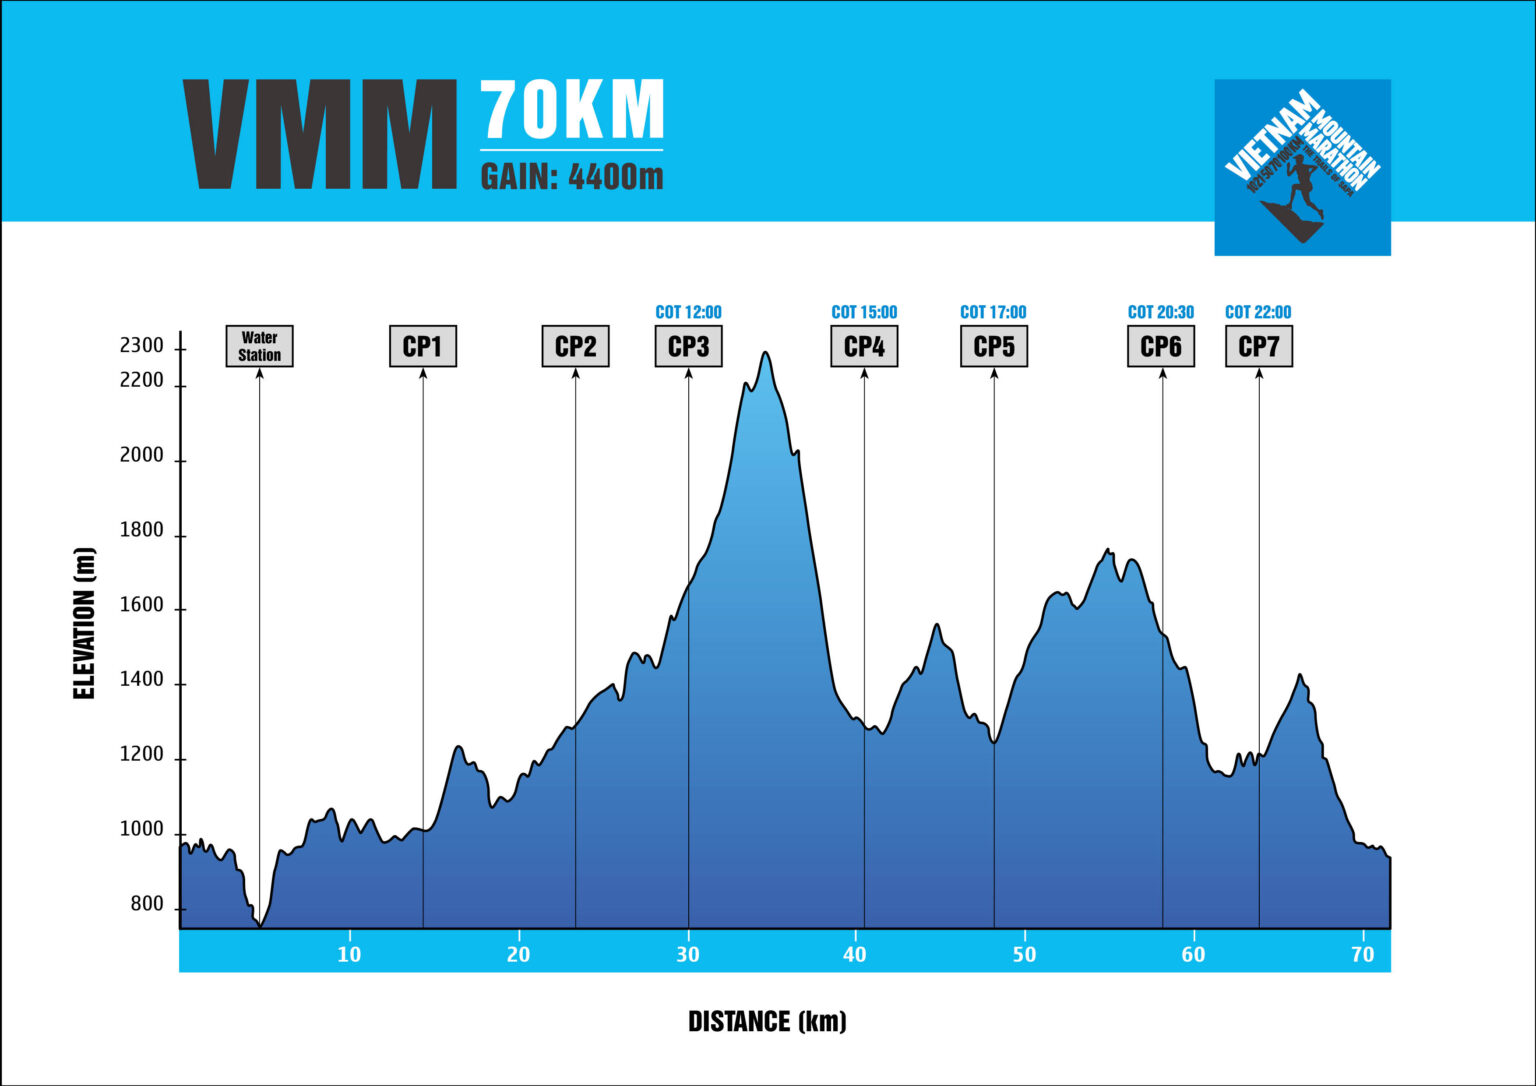 VMM
70KM
GAIN: 4400m
VIETNAM
MOUNTAIN
MARATHON
10 21 50 70 100 KM
THE TRAILS OF SAPA
COT 12:00
COT 15:00
COT 17:00
COT 20:30
COT 22:00
Water
Station
CP1
CP2
CP3
CP4
CP5
CP6
CP7
2300
2200
2000
1800
1600
1400
1200
1000
800
ELEVATION (m)
10
20
30
40
50
60
70
DISTANCE (km)